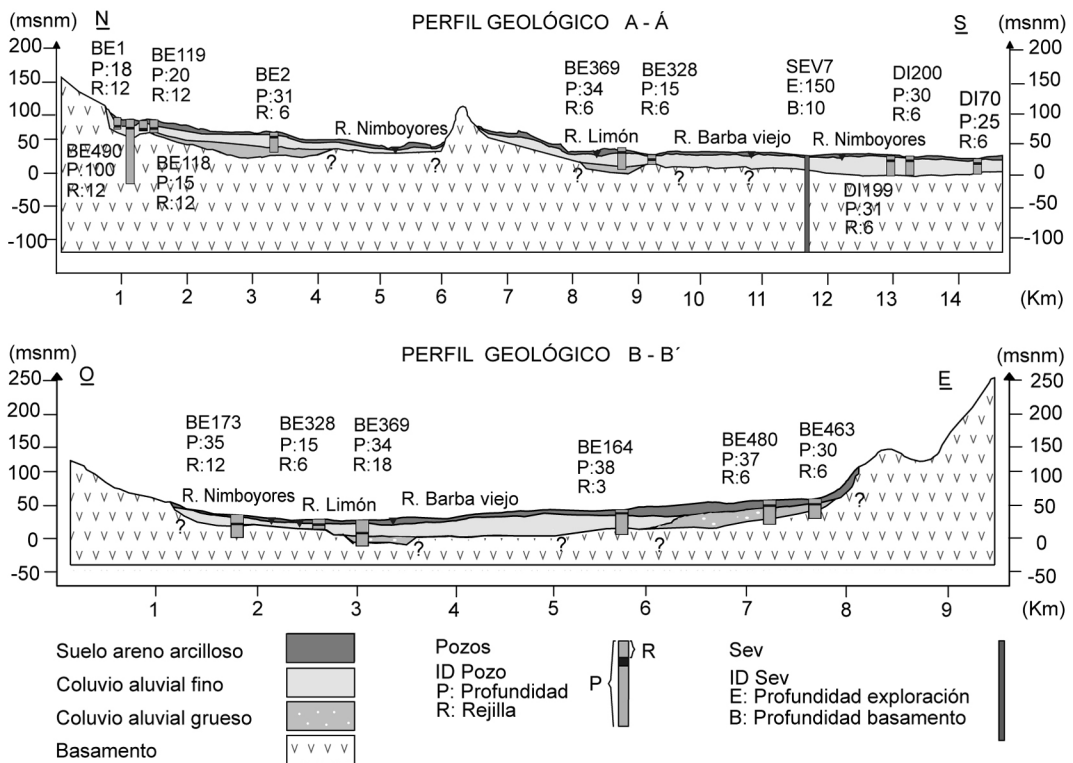 (msnm)
N
PERFIL GEOLÓGICO A - Á
S
(msnm)
200
150
100
50
0
-50
-100
BE1
P:18
R:12
BE119
P:20
R:12
BE2
P:31
R: 6
BE369
P:34
R:6
BE328
P:15
R:6
SEV7
E:150
B:10
DI200
P:30
R:6
DI70
P:25
R:6
R. Nimboyores
R. Limón
R. Barba viejo
R. Nimboyores
BE490
P:100
R:12
BE118
P:15
R:12
DI199
P:31
R:6
? ? ? ? ?
200
150
100
50
0
-50
-100
1 2 3 4 5 6 7 8 9 10 11 12 13 14 (Km)
(msnm)
O
PERFIL GEOLÓGICO B - B´
E
(msnm)
250
200
150
100
50
0
-50
BE173
P:35
R:12
BE328
P:15
R:6
BE369
P:34
R:18
BE164
P:38
R:3
BE480
P:37
R:6
BE463
P:30
R:6
R. Nimboyores
R. Limón
R. Barba viejo
? ? ? ? ?
250
200
150
100
50
0
-50
1 2 3 4 5 6 7 8 9 (Km)
Suelo areno arcilloso
Coluvio aluvial fino
Coluvio aluvial grueso
Basamento
Pozos
ID Pozo
P: Profundidad
R: Rejilla
P
R
Sev
ID Sev
E: Profundidad exploración
B: Profundidad basamento